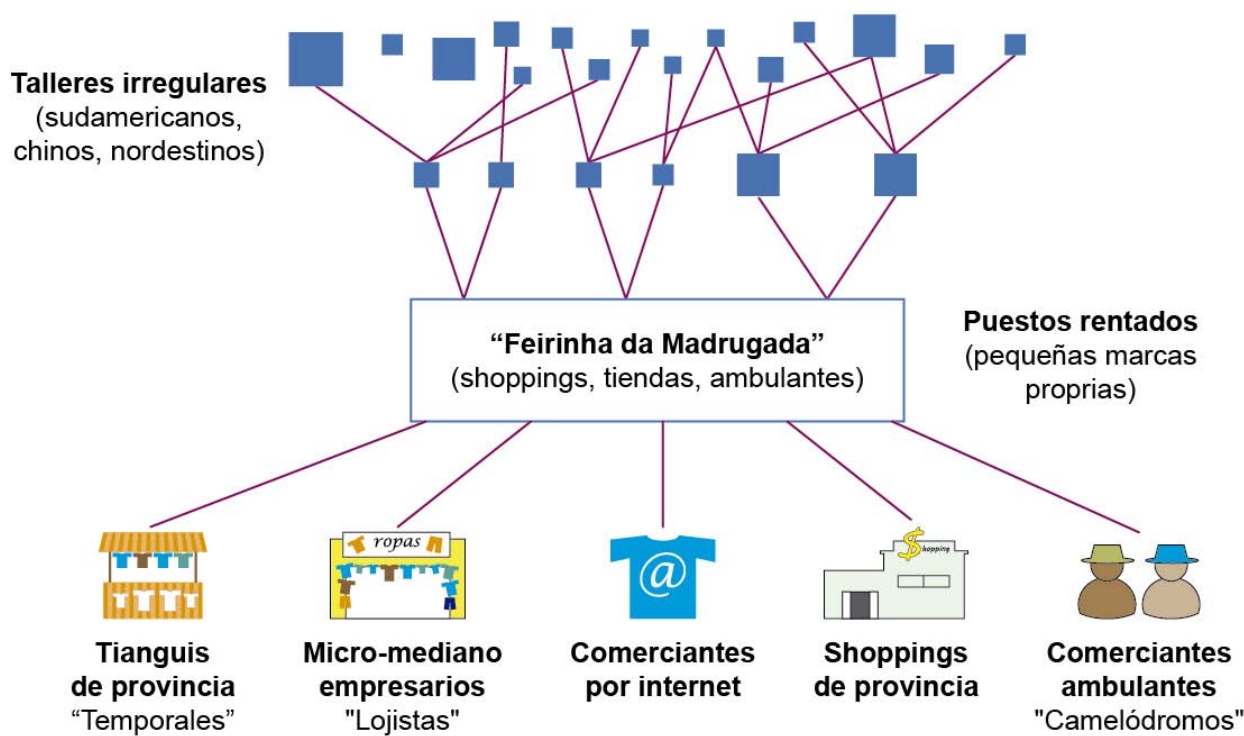 Talleres irregulares
(sudamericanos,
chinos, nordestinos)
“Feirinha da Madrugada”
(shoppings, tiendas, ambulantes)
Puestos rentados
(pequeñas marcas
proprias)
ropas
@
$hopping
Tianguis
de provincia
“Temporales”
Micro-mediano
empresarios
"Lojistas"
Comerciantes
por internet
Shoppings
de provincia
Comerciantes
ambulantes
"Camelódromos"